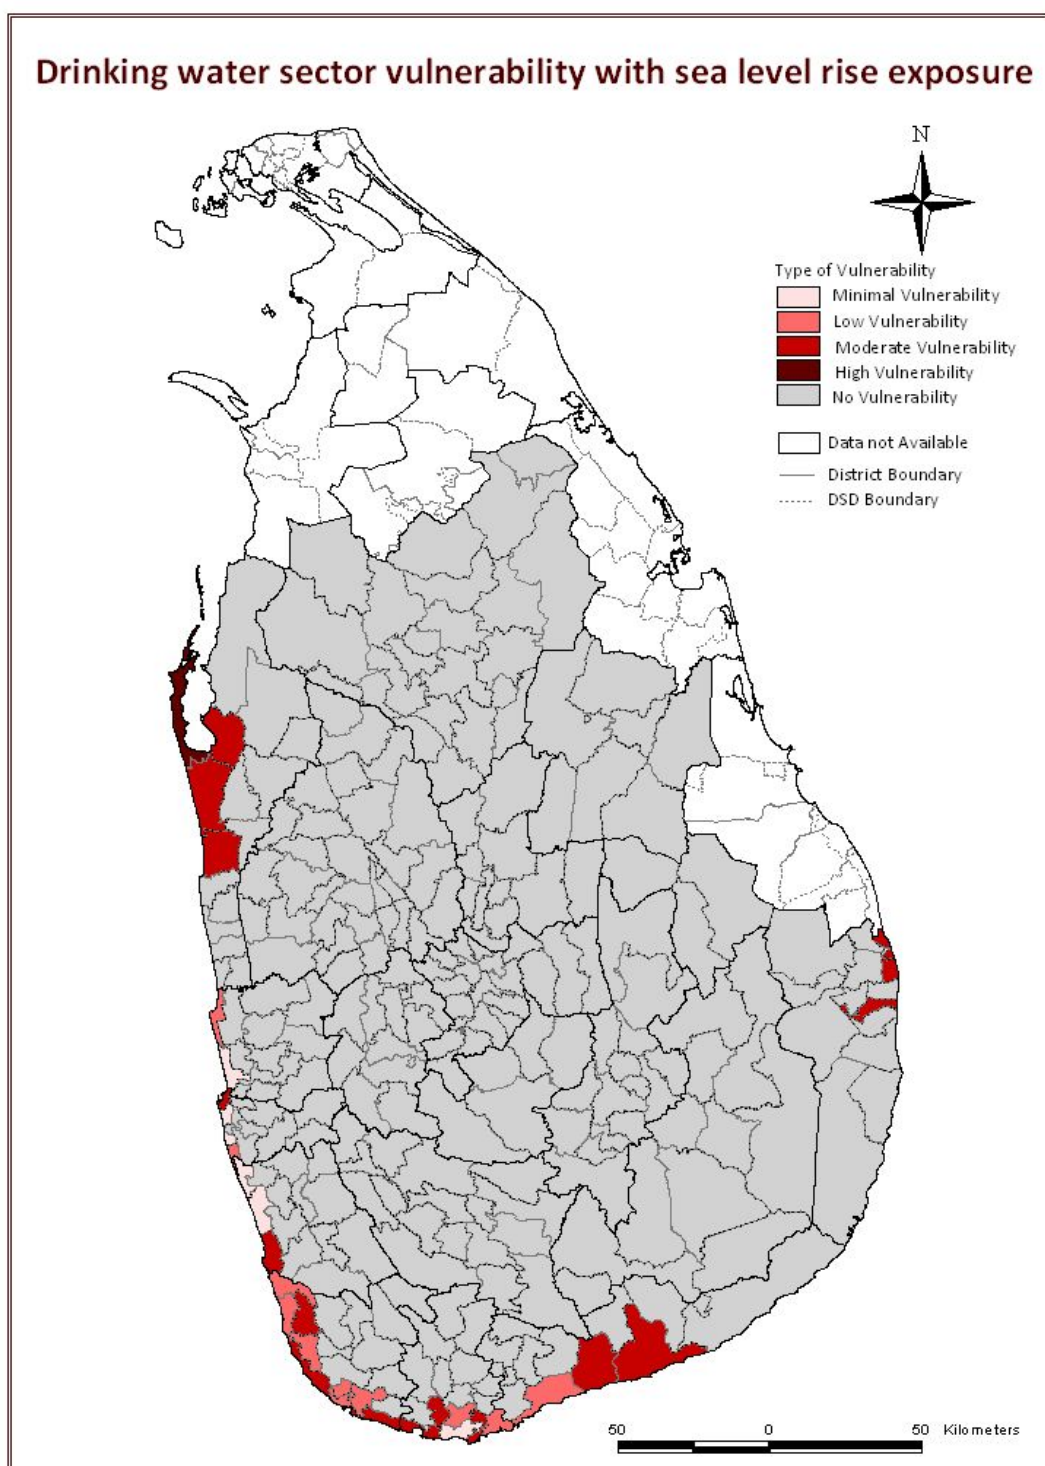 Drinking water sector vulnerability with sea level rise exposure
N
Type of Vulnerability
Minimal Vulnerability
Low Vulnerability
Moderate Vulnerability
High Vulnerability
No Vulnerability
Data not Available
District Boundary
DSD Boundary
50 0 50 Kilometers